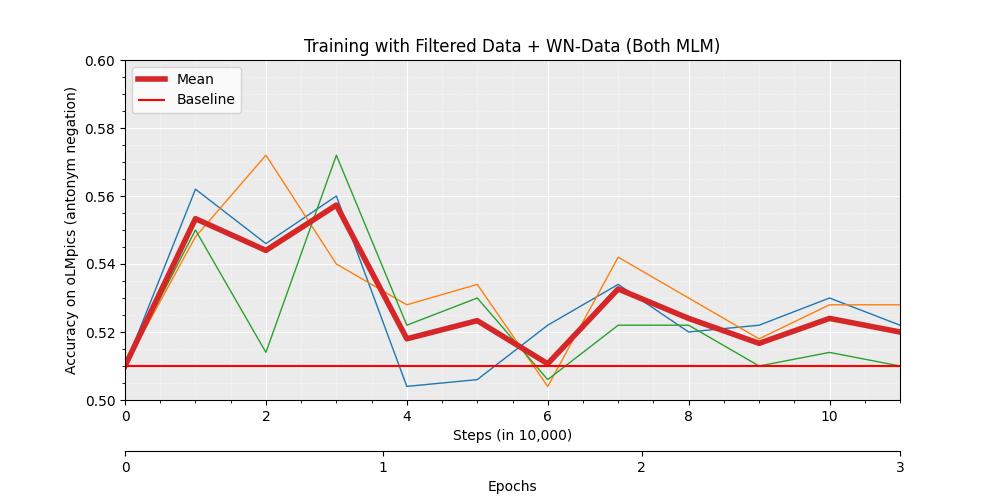 Training with Filtered Data + WN-Data (Both MLM)
Accuracy on oLMpics (antonym negation)
0.60
0.58
0.56
0.54
0.52
0.50
Mean
Baseline
0 2 4 6 8 10
Steps (in 10,000)
0 1 2 3
Epochs